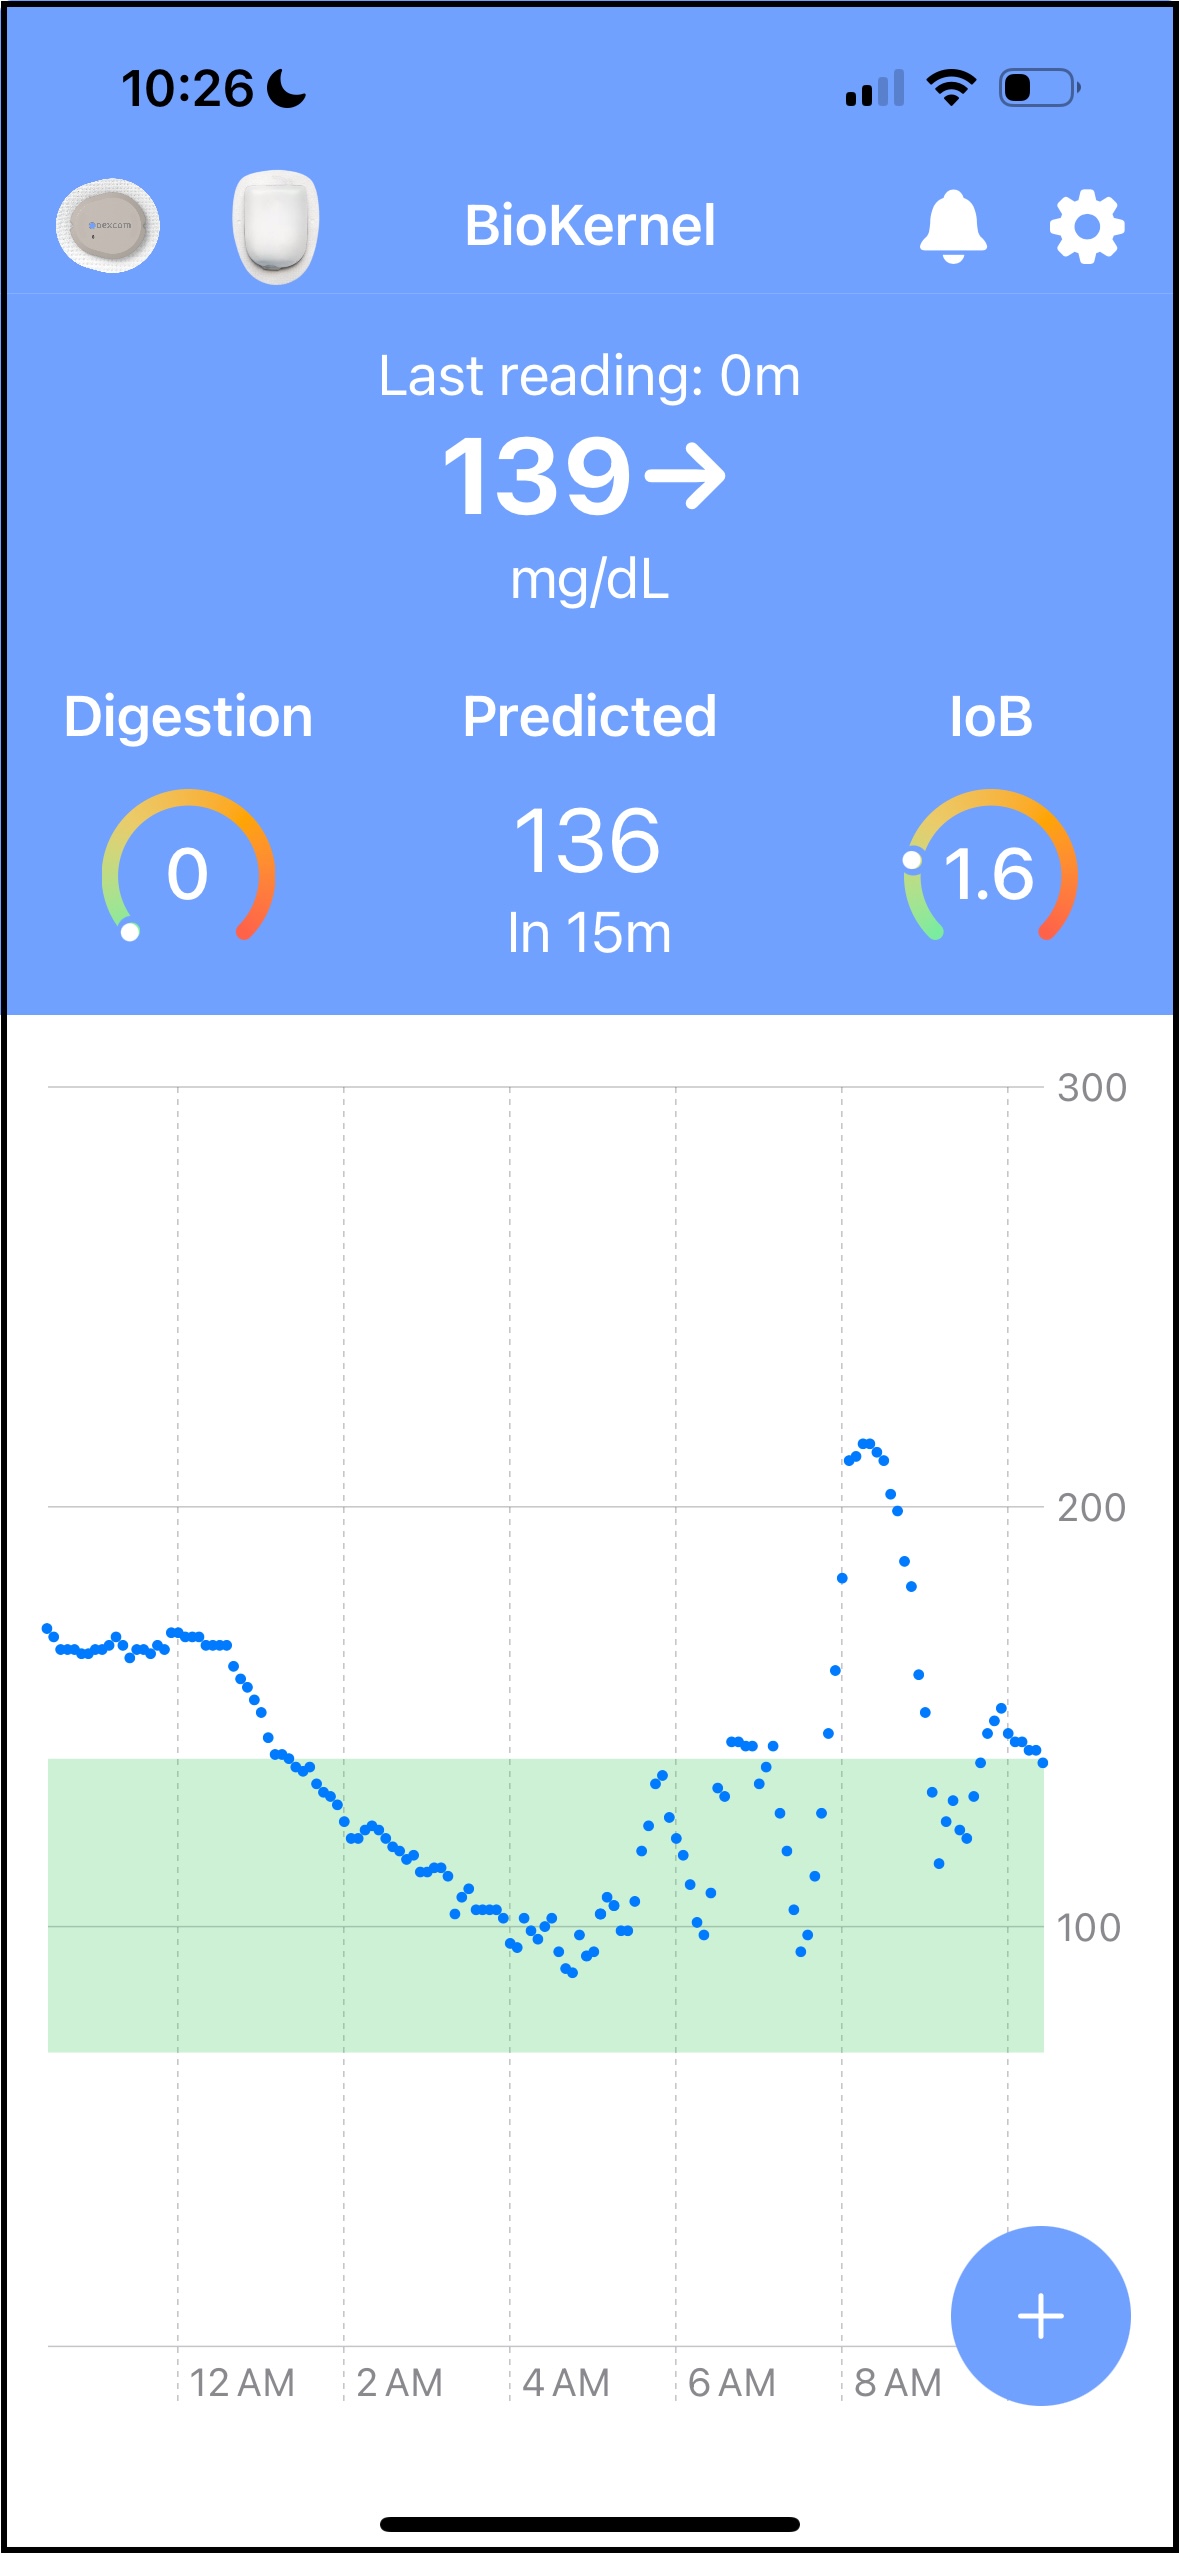 10:26
Dexcom
BioKernel
Last reading: 0m
139→
mg/dL
Digestion Predicted IoB
0 136 1.6
In 15m
300
200
100
12 AM 2 AM 4 AM 6 AM 8 AM
+